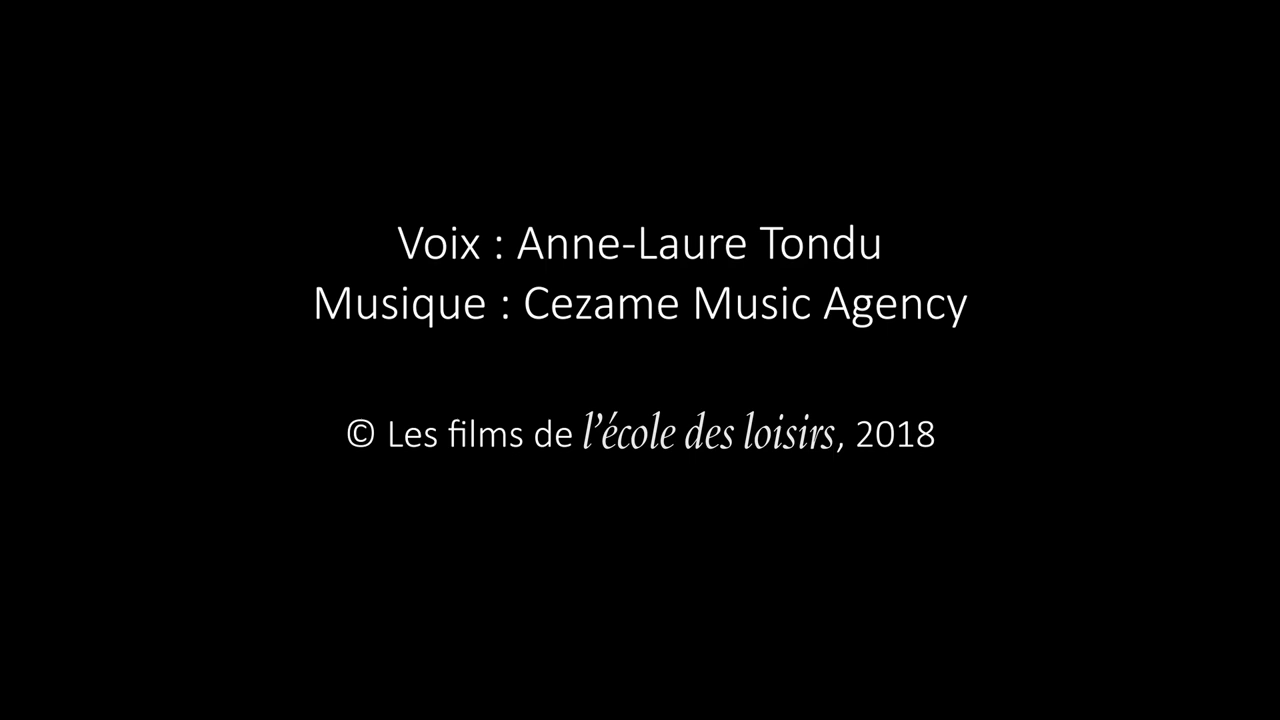 Voix : Anne-Laure Tondu
Musique : Cezame Music Agency
© Les films de l’école des loisirs, 2018